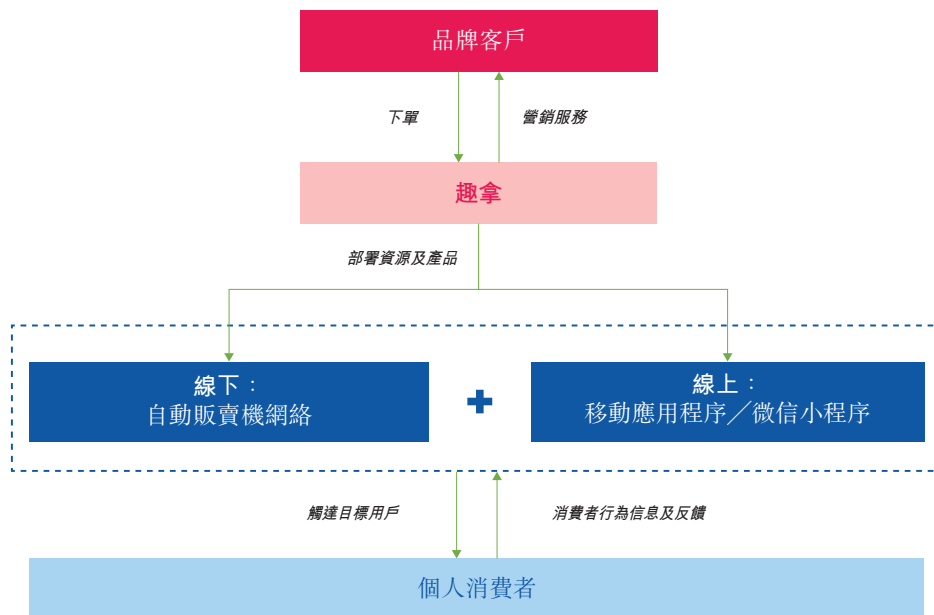 品牌客戶
下單
營銷服務
趣拿
部署資源及產品
線下：
自動販賣機網絡
線上：
移動應用程序／微信小程序
觸達目標用戶
消費者行為信息及反饋
個人消費者